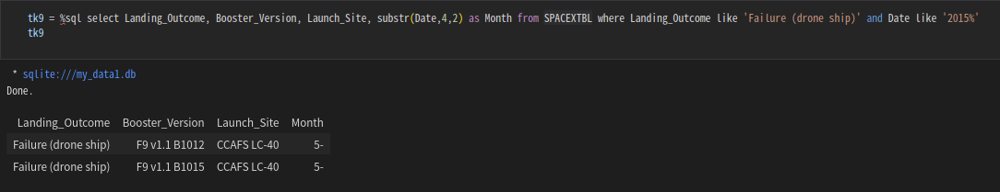 tk9 = %sql select Landing_Outcome, Booster_Version, Launch_Site, substr(Date,4,2) as Month from SPACEXTBL where Landing_Outcome like 'Failure (drone ship)' and Date like '2015%'
tk9
* sqlite:///my_data1.db
Done.
Landing_Outcome Booster_Version Launch_Site Month
Failure (drone ship) F9 v1.1 B1012 CCAFS LC-40 5-
Failure (drone ship) F9 v1.1 B1015 CCAFS LC-40 5-